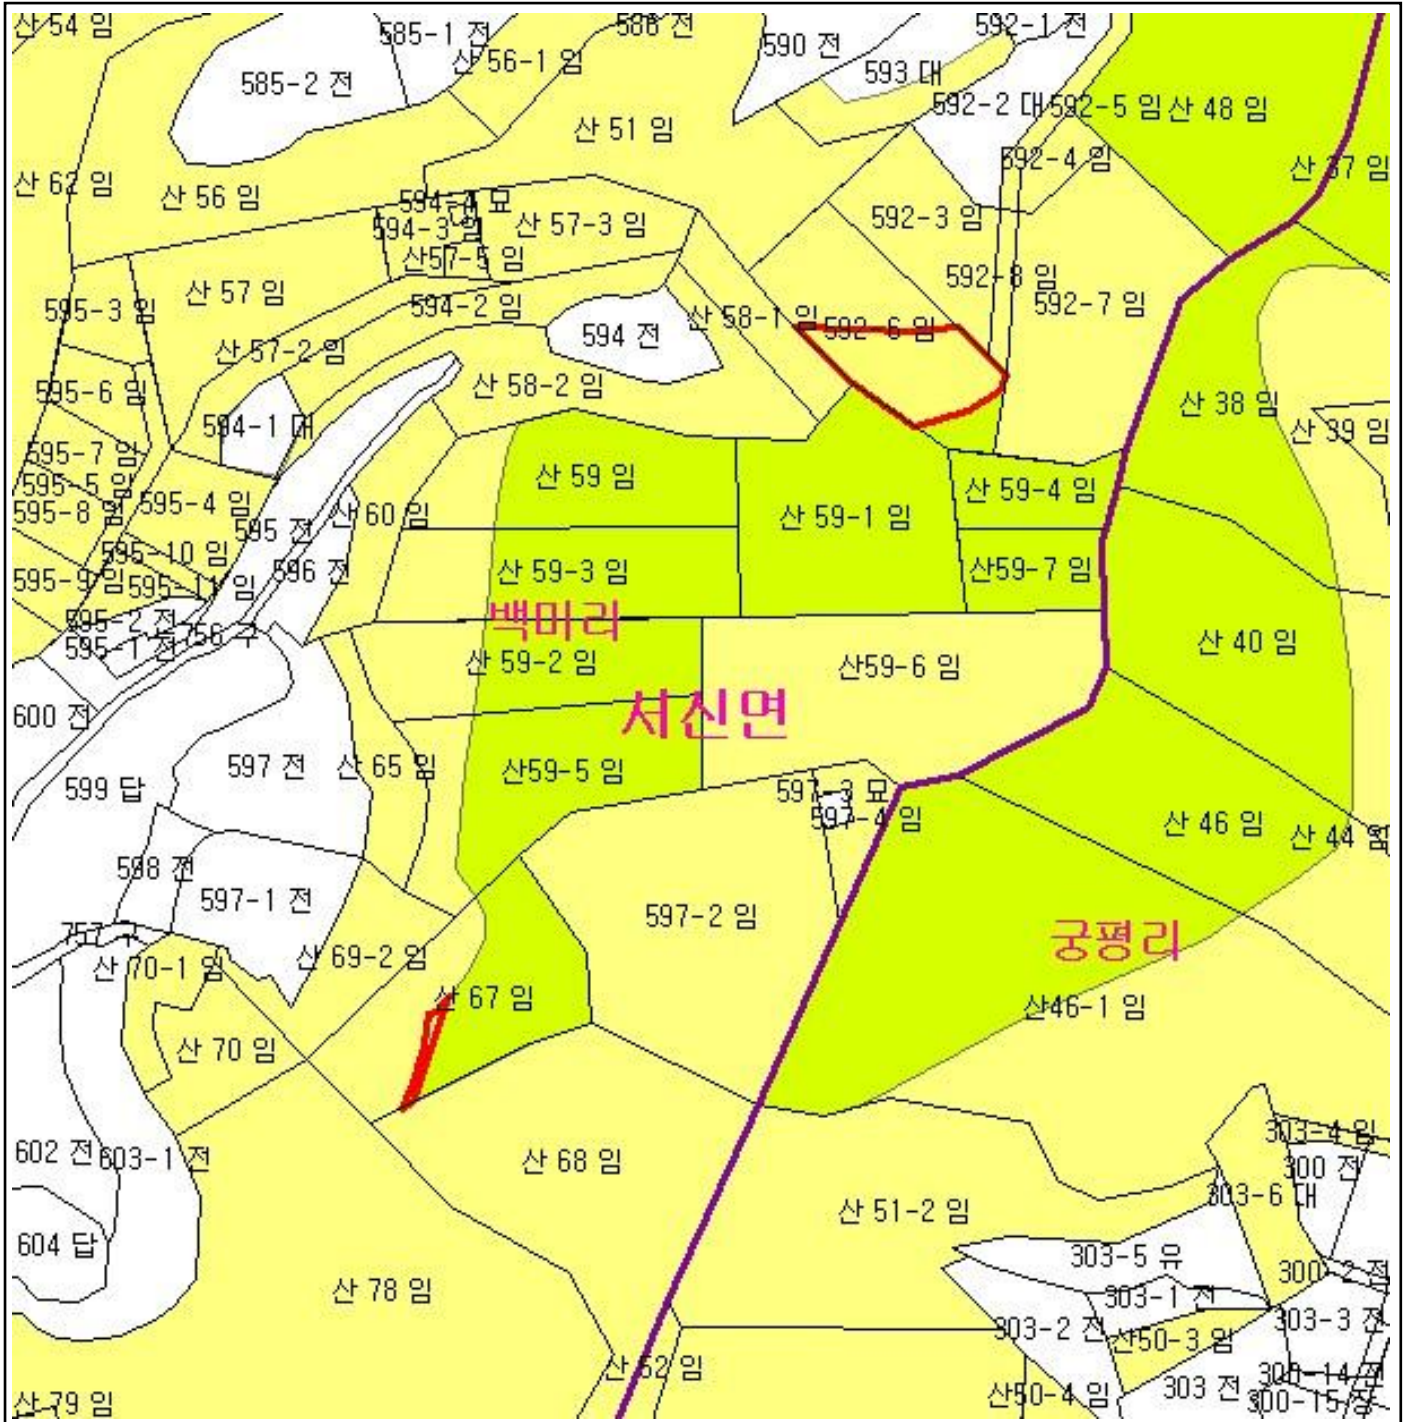 산 54 임
585-1 전
586 전
592-1 전
590 전
산 56-1 임
585-2 전
593 대
592-2 대
592-5 임
산 48 임
산 51 임
592-4 임
산 37 임
산 62 임
산 56 임
594-4 묘
594-3 임
산 57-3 임
592-3 임
산57-5 임
592-8 임
산 57 임
595-3 임
594-2 임
592-7 임
산 58-1 임
592-6 임
594 전
산 57-2 임
595-6 임
산 58-2 임
산 38 임
594-1 대
산 39 임
595-7 임
산 59 임
595-5 임
산 59-4 임
595-4 임
595-8 임
산 60 임
산 59-1 임
595 전
595-10 임
596 전
산 59-3 임
산59-7 임
595-9 임
595-11 임
595-2 전
백미리
756 구
595-1 전
산 40 임
산 59-2 임
산59-6 임
600 전
서신면
597 전
산 65 임
산59-5 임
599 답
597-3 묘
597-4 임
산 46 임
산 44 임
598 전
597-1 전
597-2 임
757 구
궁평리
산 70-1 임
산 69-2 임
산 67 임
산46-1 임
산 70 임
303-4 임
602 전
603-1 전
산 68 임
300 전
303-6 대
산 51-2 임
604 답
303-5 유
300-2 전
산 78 임
303-1 전
303-2 전
산50-3 임
303-3 전
산 52 임
300-14 전
303 전
산 79 임
산50-4 임
300-15 장